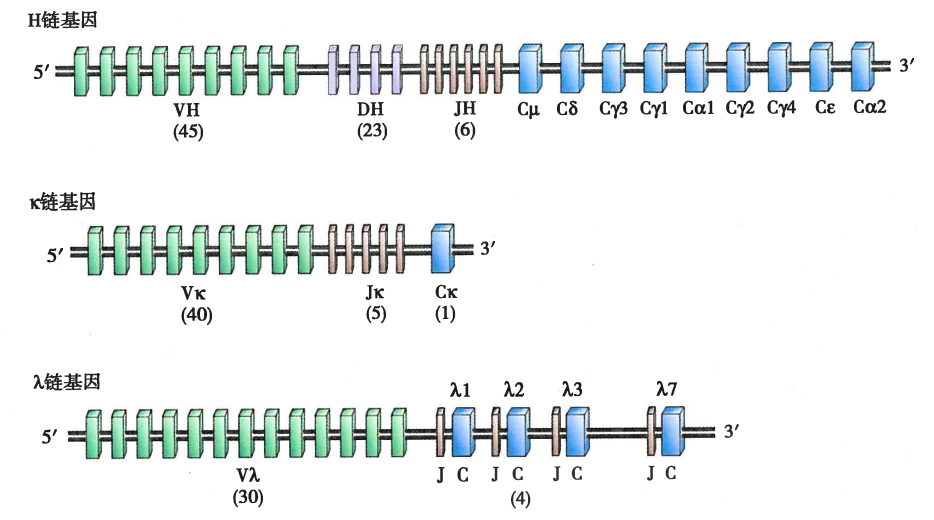 H链基因
5′ 3′
VH DH JH Cμ Cδ Cγ3 Cγ1 Cα1 Cγ2 Cγ4 Cε Cα2
(45) (23) (6)
κ链基因
5′ 3′
Vκ Jκ Cκ
(40) (5) (1)
λ链基因
λ1 λ2 λ3 λ7
5′ 3′
Vλ J C J C J C J C
(30) (4)